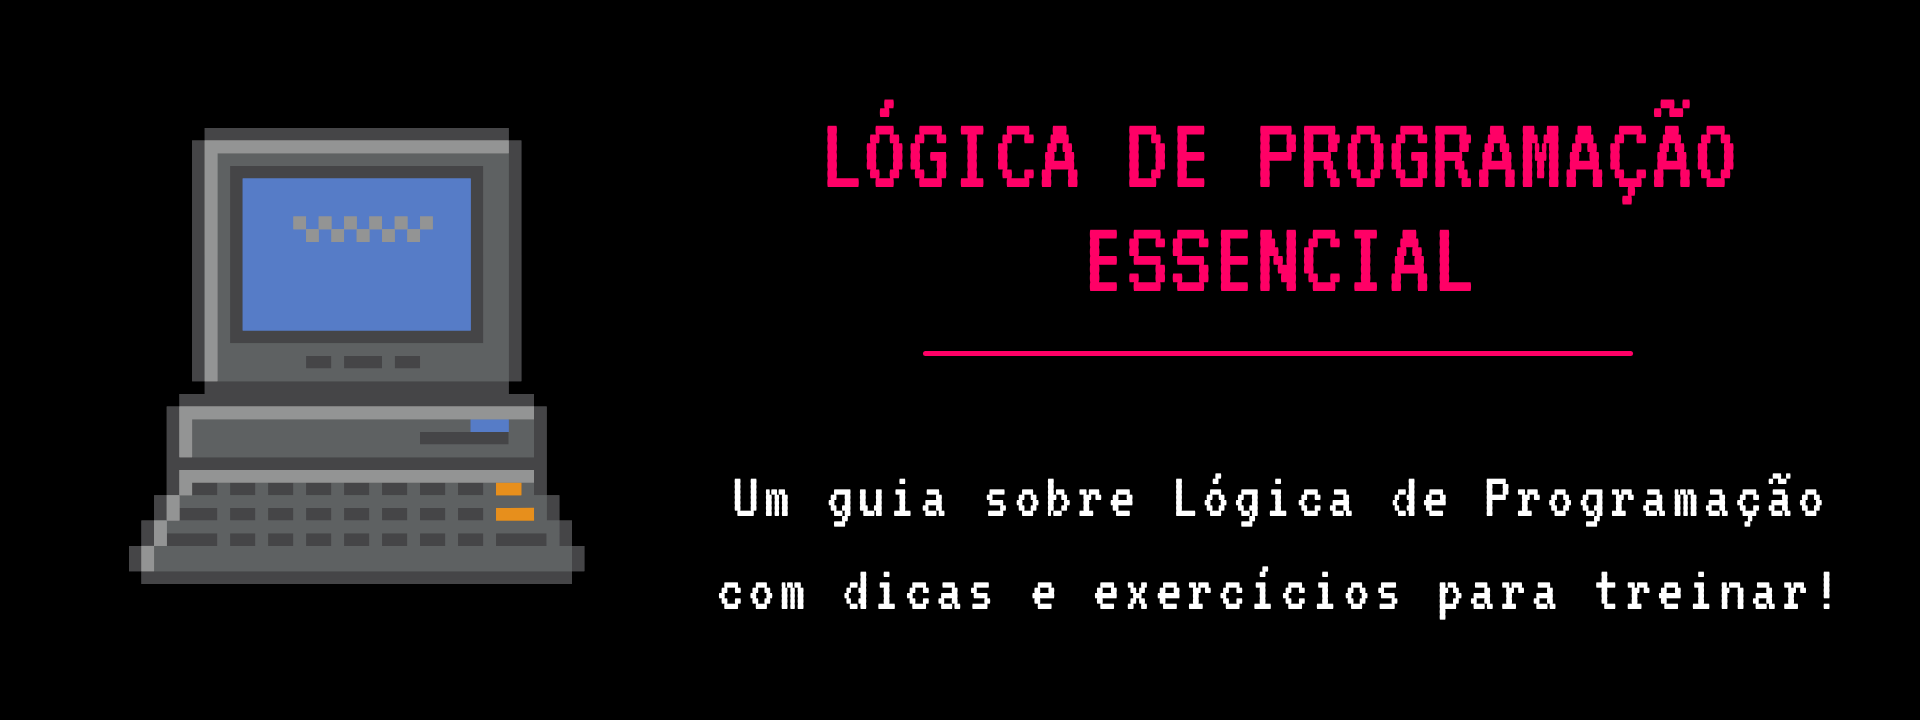 LÓGICA DE PROGRAMAÇÃO
ESSENCIAL
Um guia sobre Lógica de Programação
com dicas e exercícios para treinar!